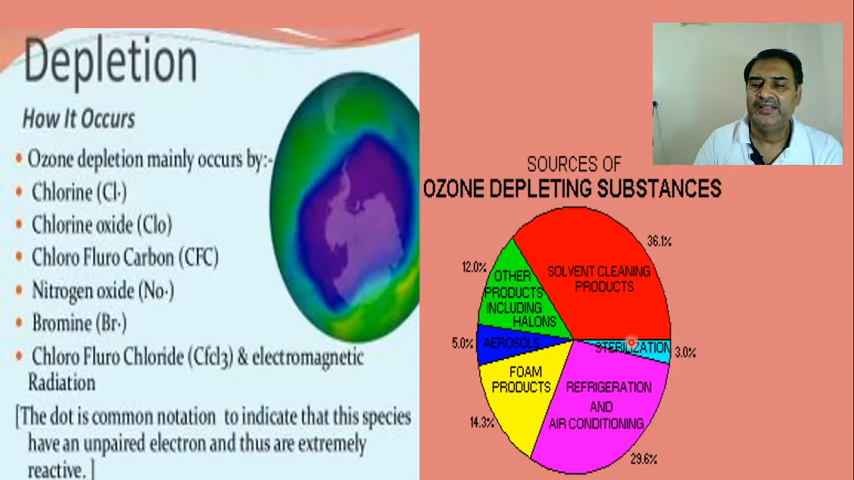 Depletion
How It Occurs
Ozone depletion mainly occurs by:-
Chlorine (Cl·)
Chlorine oxide (Clo)
Chloro Fluro Carbon (CFC)
Nitrogen oxide (No·)
Bromine (Br·)
Chloro Fluro Chloride (Cfcl3) & electromagnetic
Radiation
[The dot is common notation to indicate that this species
have an unpaired electron and thus are extremely
reactive. ]
SOURCES OF
OZONE DEPLETING SUBSTANCES
36.1%
SOLVENT CLEANING
PRODUCTS
12.0%
OTHER
PRODUCTS
INCLUDING
HALONS
5.0%
AEROSOLS
STERILIZATION
3.0%
FOAM
PRODUCTS
14.3%
REFRIGERATION
AND
AIR CONDITIONING
29.6%